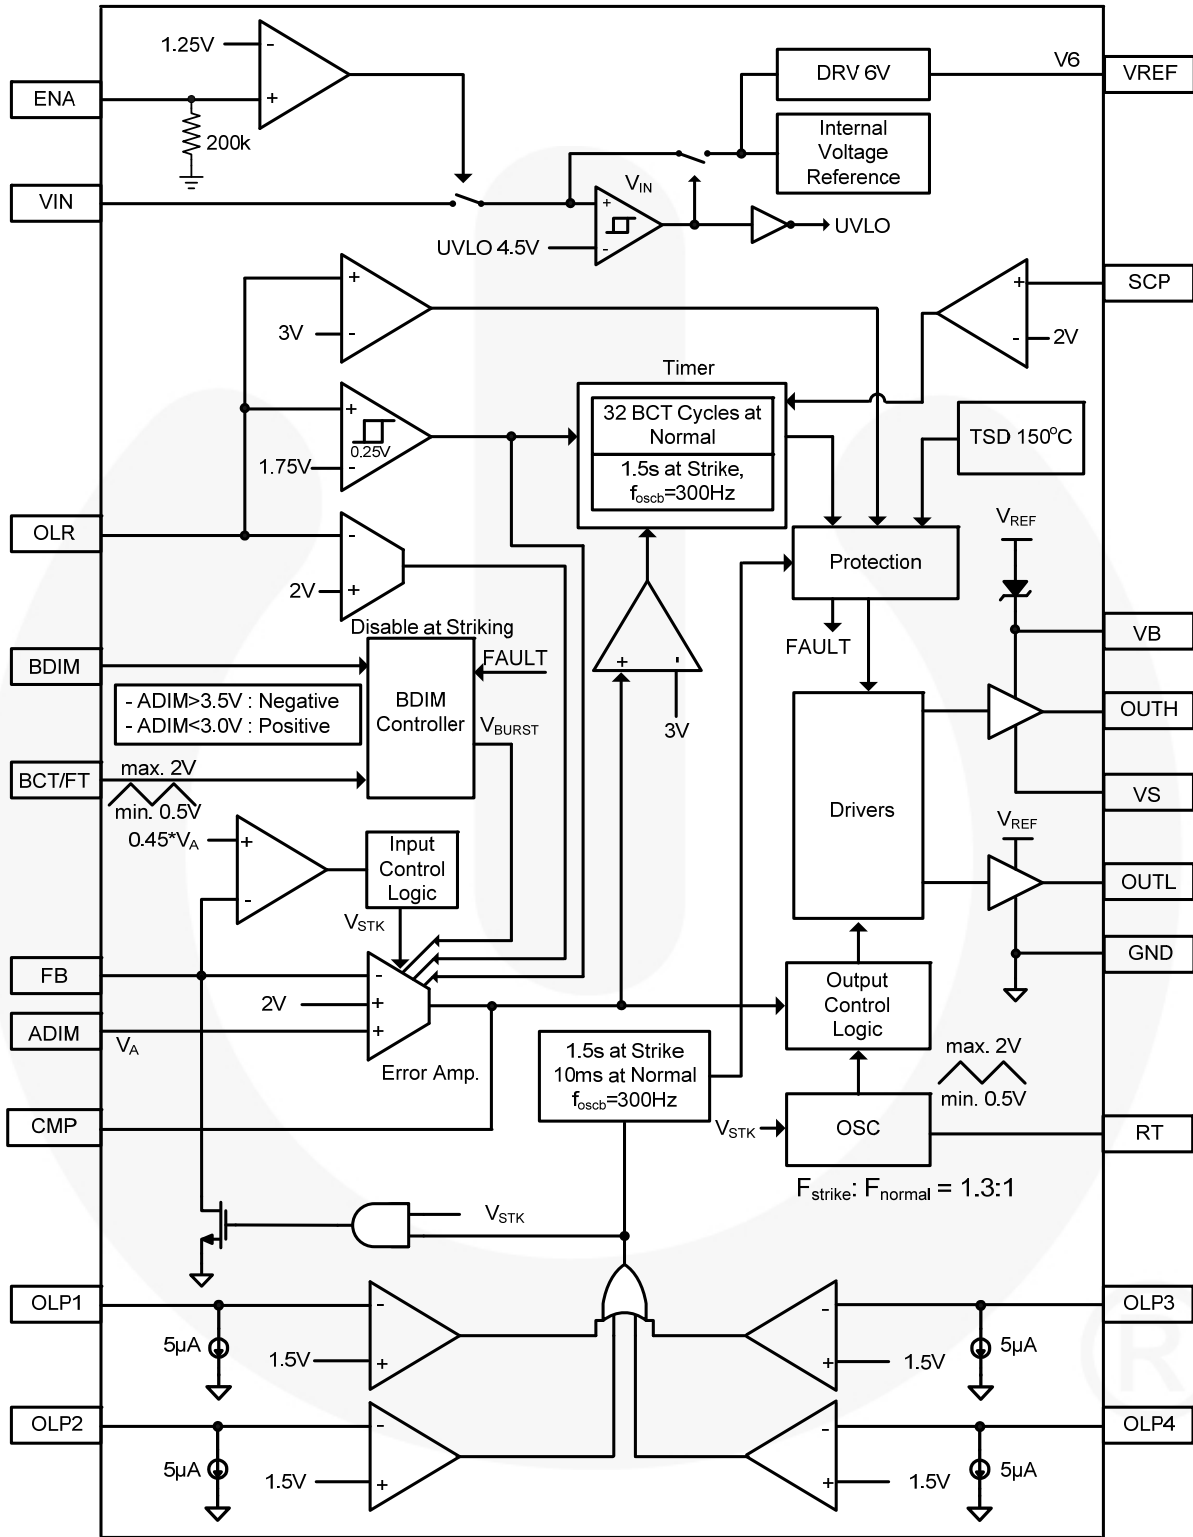 1.25V
-
+
ENA
200k
VIN
DRV 6V
V6
VREF
Internal
Voltage
Reference
VIN
+
-
UVLO 4.5V
UVLO
SCP
+
-
2V
+
3V
-
Timer
32 BCT Cycles at
Normal
1.5s at Strike,
foscb=300Hz
TSD 150°C
+
0.25V
1.75V
-
OLR
-
2V
+
VREF
Protection
FAULT
VB
Disable at Striking
BDIM
FAULT
BDIM
Controller
VBURST
- ADIM>3.5V : Negative
- ADIM<3.0V : Positive
+
-
3V
OUTH
BCT/FT
max. 2V
min. 0.5V
VS
Drivers
VREF
0.45*VA
+
-
Input
Control
Logic
VSTK
OUTL
FB
-
2V
+
+
ADIM
VA
Error Amp.
GND
Output
Control
Logic
max. 2V
min. 0.5V
1.5s at Strike
10ms at Normal
foscb=300Hz
CMP
VSTK
OSC
RT
Fstrike: Fnormal = 1.3:1
VSTK
OLP1
-
5µA
1.5V
+
OLP3
-
5µA
1.5V
+
OLP2
-
5µA
1.5V
+
OLP4
-
5µA
1.5V
+
®